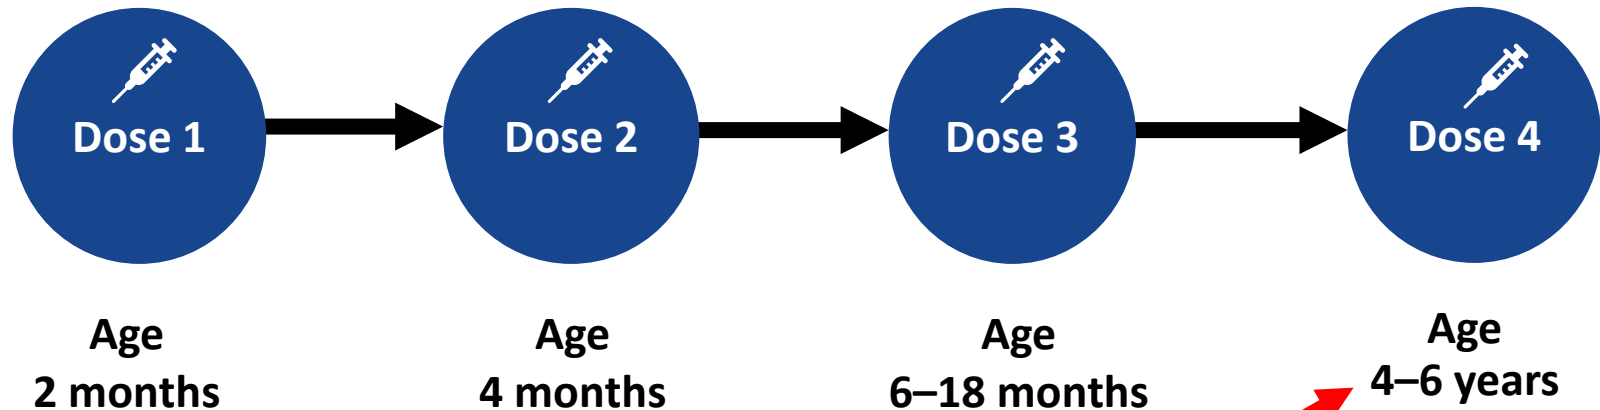 Dose 1
Dose 2
Dose 3
Dose 4
Age
2 months
Age
4 months
Age
6–18 months
Age
4–6 years